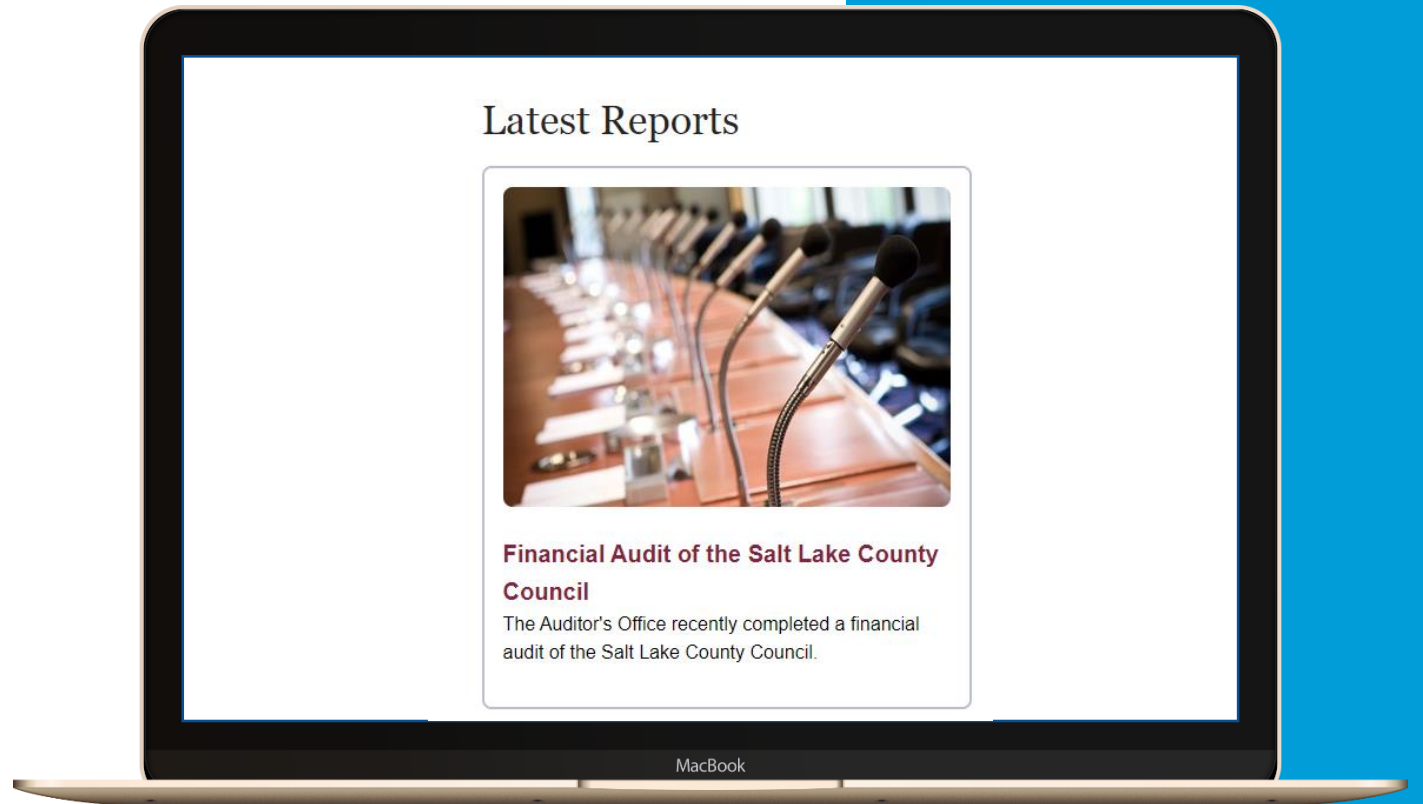 Latest Reports
Financial Audit of the Salt Lake County
Council
The Auditor's Office recently completed a financial
audit of the Salt Lake County Council.
MacBook